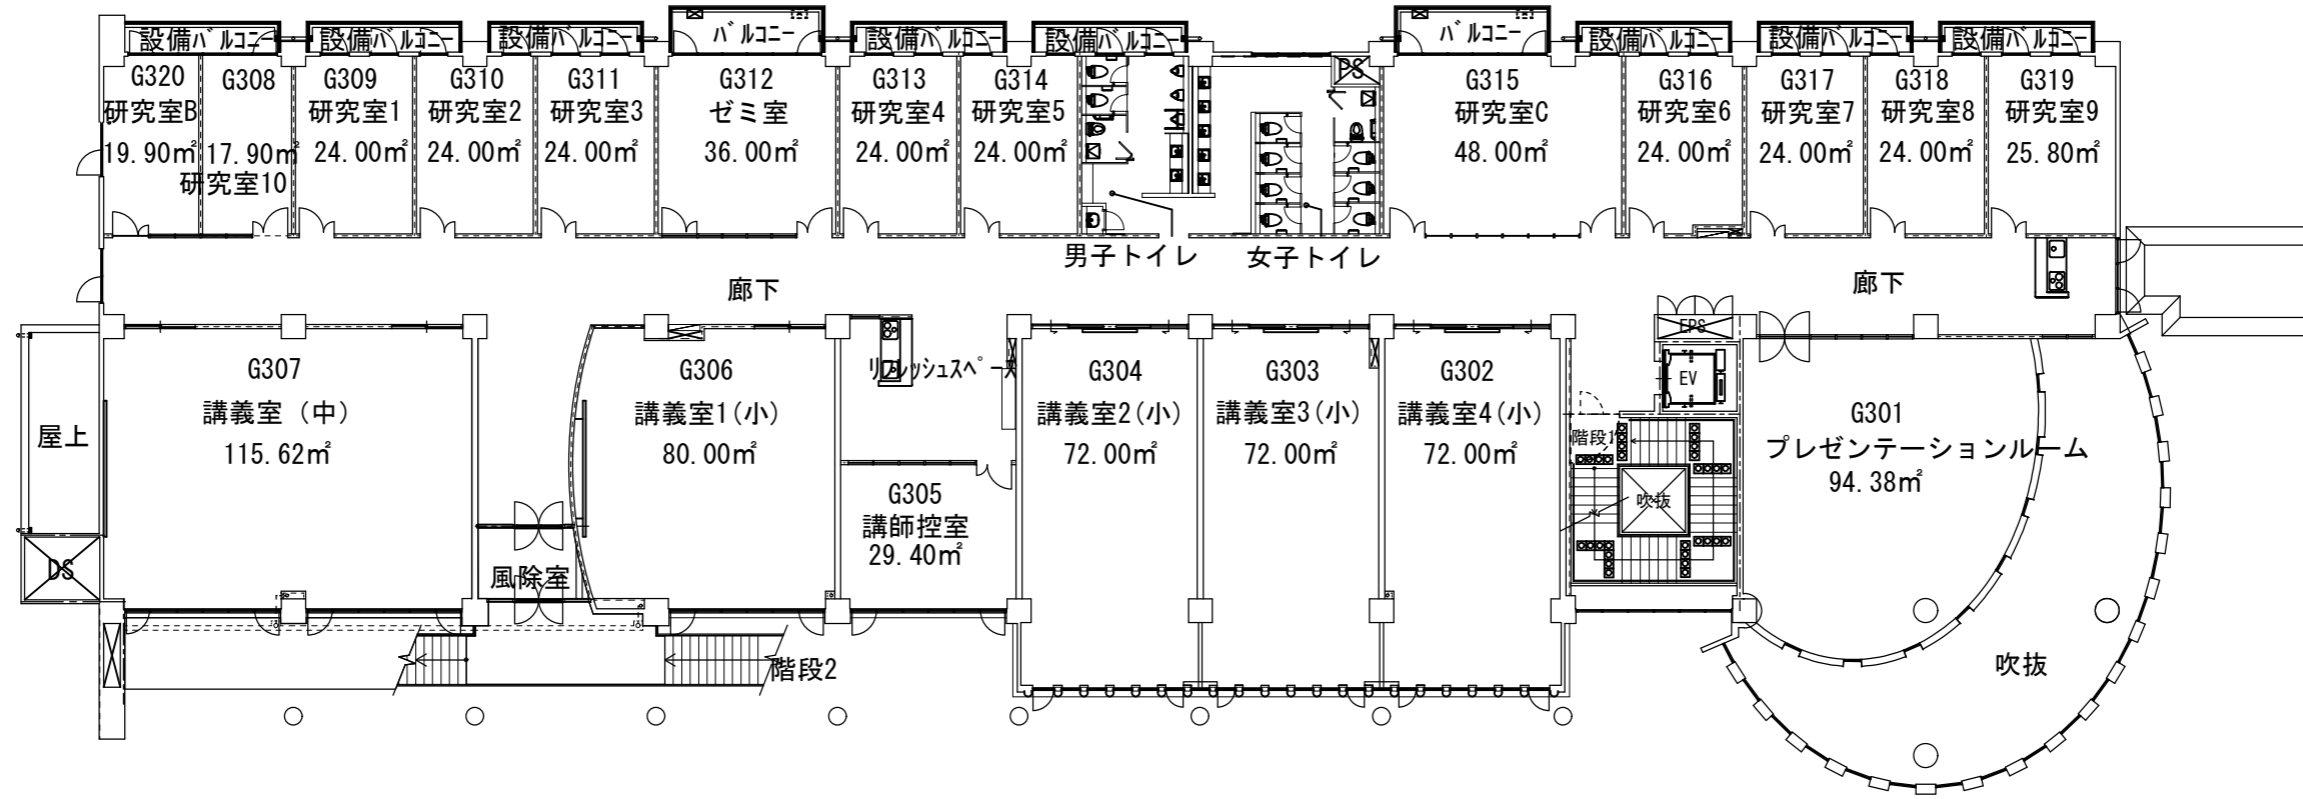 設備バルコニー
設備バルコニー
設備バルコニー
バルコニー
設備バルコニー
設備バルコニー
バルコニー
設備バルコニー
設備バルコニー
設備バルコニー
G320
研究室B
19.90㎡
G308
17.90㎡
研究室10
G309
研究室1
24.00㎡
G310
研究室2
24.00㎡
G311
研究室3
24.00㎡
G312
ゼミ室
36.00㎡
G313
研究室4
24.00㎡
G314
研究室5
24.00㎡
PS
G315
研究室C
48.00㎡
G316
研究室6
24.00㎡
G317
研究室7
24.00㎡
G318
研究室8
24.00㎡
G319
研究室9
25.80㎡
男子トイレ
女子トイレ
廊下
廊下
屋上
DS
G307
講義室（中）
115.62㎡
風除室
G306
講義室1(小)
80.00㎡
リフレッシュスペース
G305
講師控室
29.40㎡
G304
講義室2(小)
72.00㎡
G303
講義室3(小)
72.00㎡
G302
講義室4(小)
72.00㎡
EPS
EV
階段1
吹抜
G301
プレゼンテーションルーム
94.38㎡
吹抜
階段2